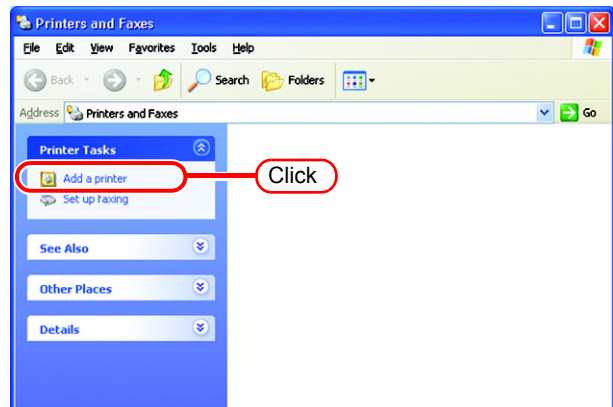 Printers and Faxes
File Edit View Favorites Tools Help
Back Search Folders
Address Printers and Faxes Go
Printer Tasks
Add a printer
Click
Set up faxing
See Also
Other Places
Details